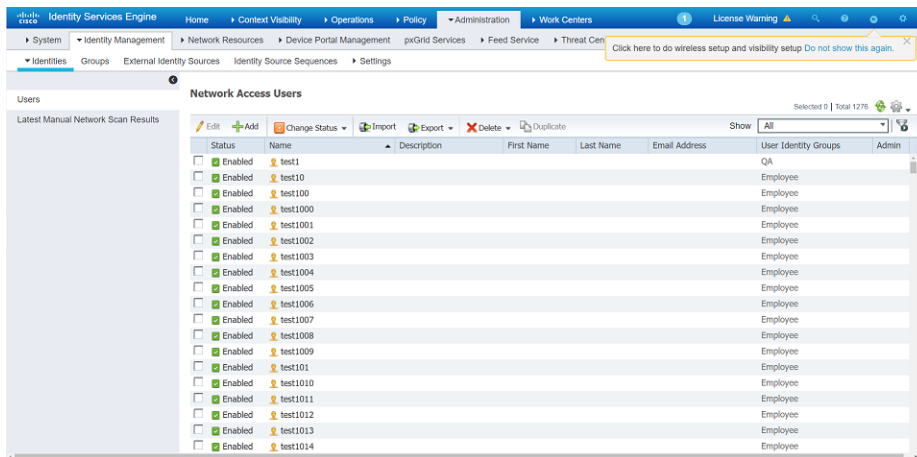 cisco Identity Services Engine Home Context Visibility Operations Policy Administration Work Centers 1 License Warning
System Identity Management Network Resources Device Portal Management pxGrid Services Feed Service Threat Cen
Click here to do wireless setup and visibility setup Do not show this again.
Identities Groups External Identity Sources Identity Source Sequences Settings
Users
Latest Manual Network Scan Results
Network Access Users
Selected 0 | Total 1276
Edit Add Change Status Import Export Delete Duplicate Show All
Status Name Description First Name Last Name Email Address User Identity Groups Admin
Enabled test1 QA
Enabled test10 Employee
Enabled test100 Employee
Enabled test1000 Employee
Enabled test1001 Employee
Enabled test1002 Employee
Enabled test1003 Employee
Enabled test1004 Employee
Enabled test1005 Employee
Enabled test1006 Employee
Enabled test1007 Employee
Enabled test1008 Employee
Enabled test1009 Employee
Enabled test101 Employee
Enabled test1010 Employee
Enabled test1011 Employee
Enabled test1012 Employee
Enabled test1013 Employee
Enabled test1014 Employee